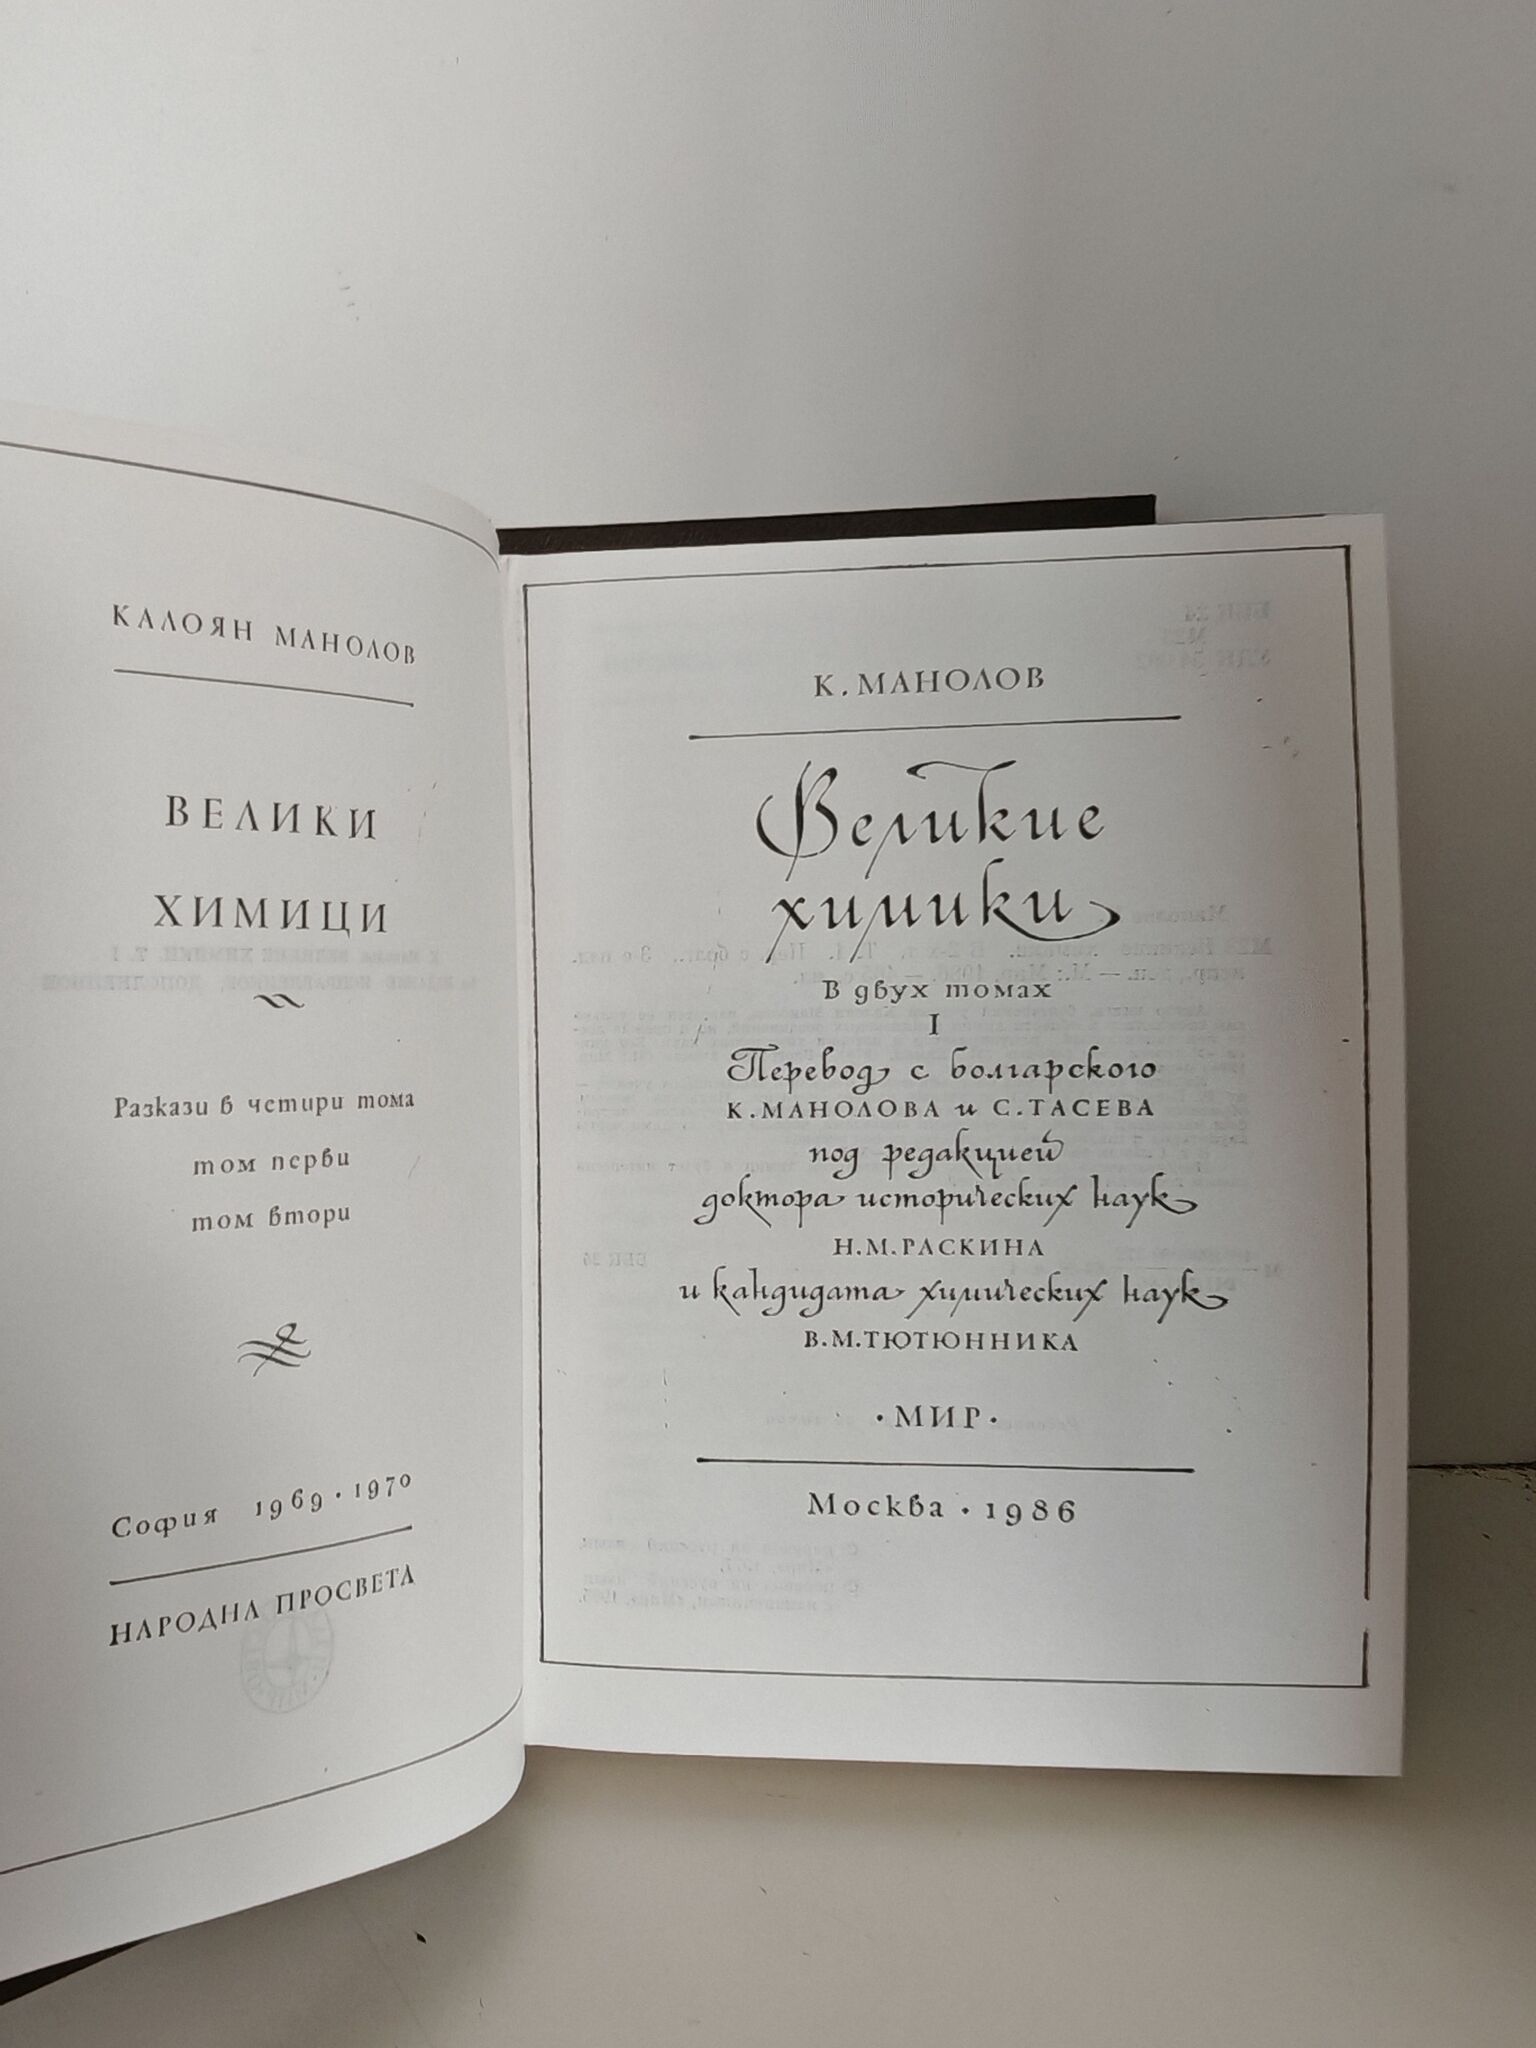 КАЛОЯН МАНОЛОВ
ВЕЛИКИ
ХИМИЦИ
Разкази в четири тома
том перви
том втори
София 1969 · 1970
НАРОДНА ПРОСВЕТА
К. МАНОЛОВ
Великие
химики
В двух томах
I
Перевод с болгарского
К. МАНОЛОВА и С. ТАСЕВА
под редакцией
доктора исторических наук
Н. М. РАСКИНА
и кандидата химических наук
В. М. ТЮТЮННИКА
· МИР ·
Москва · 1986